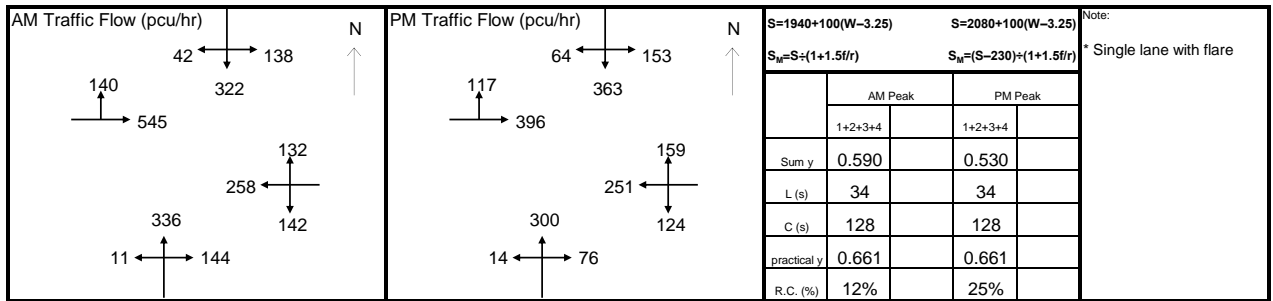 AM Traffic Flow (pcu/hr)
N
42
138
322
140
545
132
258
142
336
11
144
PM Traffic Flow (pcu/hr)
N
64
153
363
117
396
159
251
124
300
14
76
S=1940+100(W–3.25) S=2080+100(W–3.25)
S_M=S÷(1+1.5f/r) S_M=(S–230)÷(1+1.5f/r)
AM Peak PM Peak
1+2+3+4 1+2+3+4
Sum y 0.590 0.530
L (s) 34 34
C (s) 128 128
practical y 0.661 0.661
R.C. (%) 12% 25%
Note:
* Single lane with flare